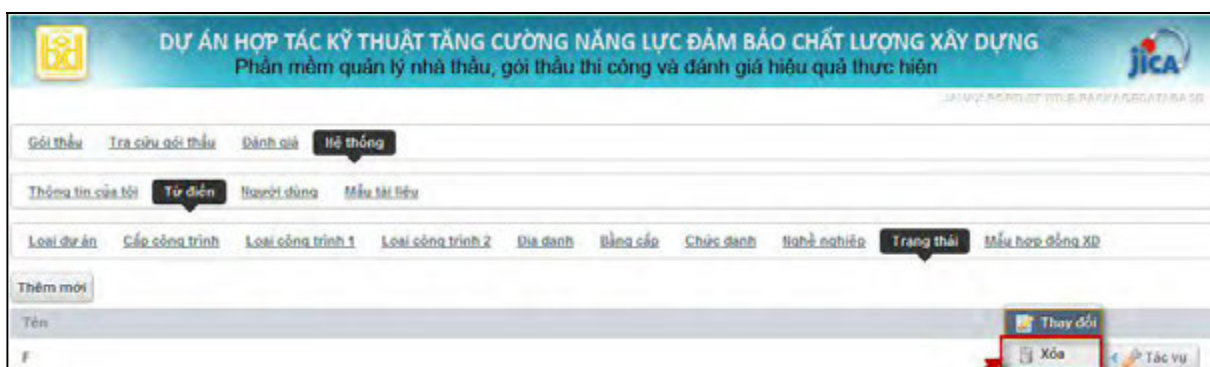 DỰ ÁN HỢP TÁC KỸ THUẬT TĂNG CƯỜNG NĂNG LỰC ĐẢM BẢO CHẤT LƯỢNG XÂY DỰNG
Phần mềm quản lý nhà thầu, gói thầu thi công và đánh giá hiệu quả thực hiện
jica
Gói thầu Tra cứu gói thầu Đánh giá Hệ thống
Thông tin của tôi Từ điển Người dùng Mẫu tài liệu
Loại dự án Cấp công trình Loại công trình 1 Loại công trình 2 Địa danh Bằng cấp Chức danh Nghề nghiệp Trạng thái Mẫu hợp đồng XD
Thêm mới
Tên Thay đổi
F Xóa Tác vụ